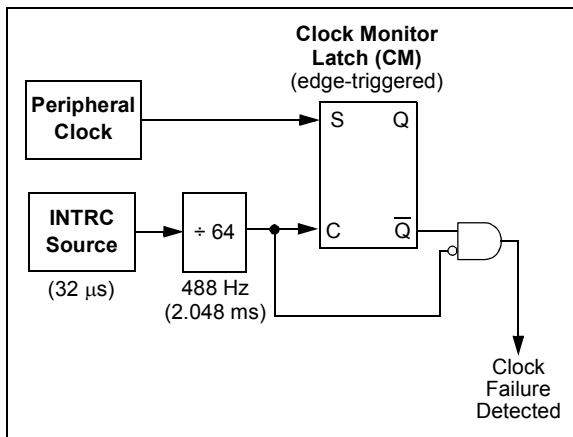 Clock Monitor
Latch (CM)
(edge-triggered)
Peripheral
Clock
S
Q
INTRC
Source
÷ 64
C
Q̅
(32 μs)
488 Hz
(2.048 ms)
Clock
Failure
Detected